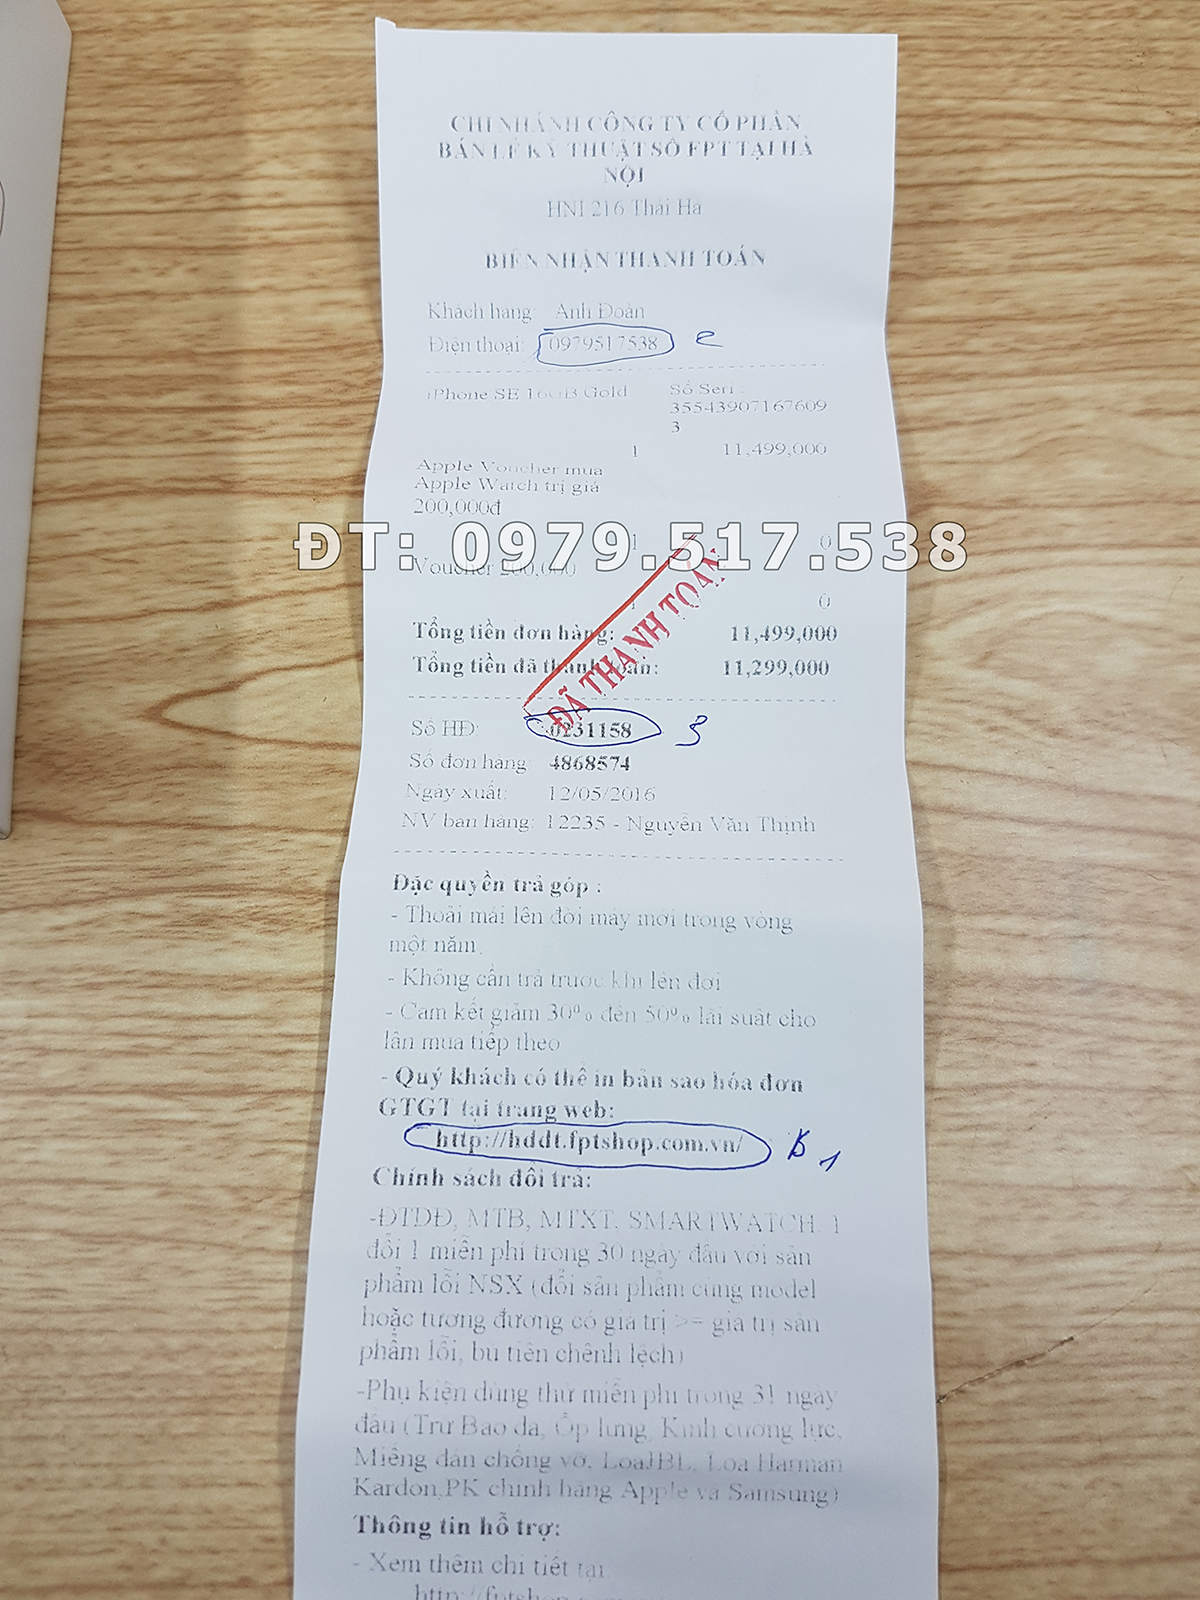 CHI NHÁNH CÔNG TY CỔ PHẦN
BÁN LẺ KỸ THUẬT SỐ FPT TẠI HÀ
NỘI
HNI 216 Thái Hà
BIÊN NHẬN THANH TOÁN
Khách hàng: Anh Đoàn
Điện thoại: 0979517538 2
iPhone SE 16GB Gold Số Seri :
35543907167609
3
1 11,499,000
Apple Voucher mua
Apple Watch trị giá
200,000đ
1 0
ĐT: 0979.517.538
Voucher 200,000
1 0
ĐÃ THANH TOÁN
Tổng tiền đơn hàng: 11,499,000
Tổng tiền đã thanh toán: 11,299,000
Số HĐ: 0231158 3
Số đơn hàng 4868574
Ngày xuất: 12/05/2016
NV bán hàng: 12235 - Nguyễn Văn Thịnh
Đặc quyền trả góp :
- Thoải mái lên đời máy mới trong vòng
một năm.
- Không cần trả trước khi lên đời
- Cam kết giảm 30% đến 50% lãi suất cho
lần mua tiếp theo
- Quý khách có thể in bản sao hóa đơn
GTGT tại trang web:
http://hddt.fptshop.com.vn/ 1
Chính sách đổi trả:
-ĐTDĐ, MTB, MTXT, SMARTWATCH: 1
đổi 1 miễn phí trong 30 ngày đầu với sản
phẩm lỗi NSX (đổi sản phẩm cùng model
hoặc tương đương có giá trị >= giá trị sản
phẩm lỗi, bù tiền chênh lệch)
-Phụ kiện dùng thử miễn phí trong 31 ngày
đầu (Trừ Bao da, Ốp lưng, Kính cường lực,
Miếng dán chống vỡ, LoaJBL, Loa Harman
Kardon,PK chính hãng Apple và Samsung)
Thông tin hỗ trợ:
- Xem thêm chi tiết tại